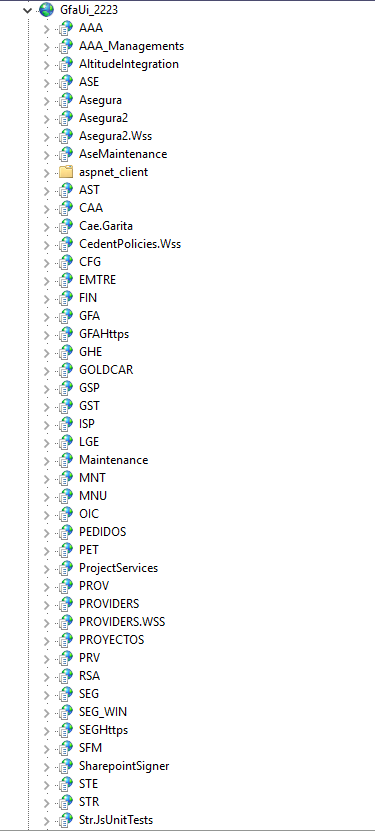 GfaUi_2223
AAA
AAA_Managements
AltitudeIntegration
ASE
Asegura
Asegura2
Asegura2.Wss
AseMaintenance
aspnet_client
AST
CAA
Cae.Garita
CedentPolicies.Wss
CFG
EMTRE
FIN
GFA
GFAHttps
GHE
GOLDCAR
GSP
GST
ISP
LGE
Maintenance
MNT
MNU
OIC
PEDIDOS
PET
ProjectServices
PROV
PROVIDERS
PROVIDERS.WSS
PROYECTOS
PRV
RSA
SEG
SEG_WIN
SEGHttps
SFM
SharepointSigner
STE
STR
StrJsUnitTests